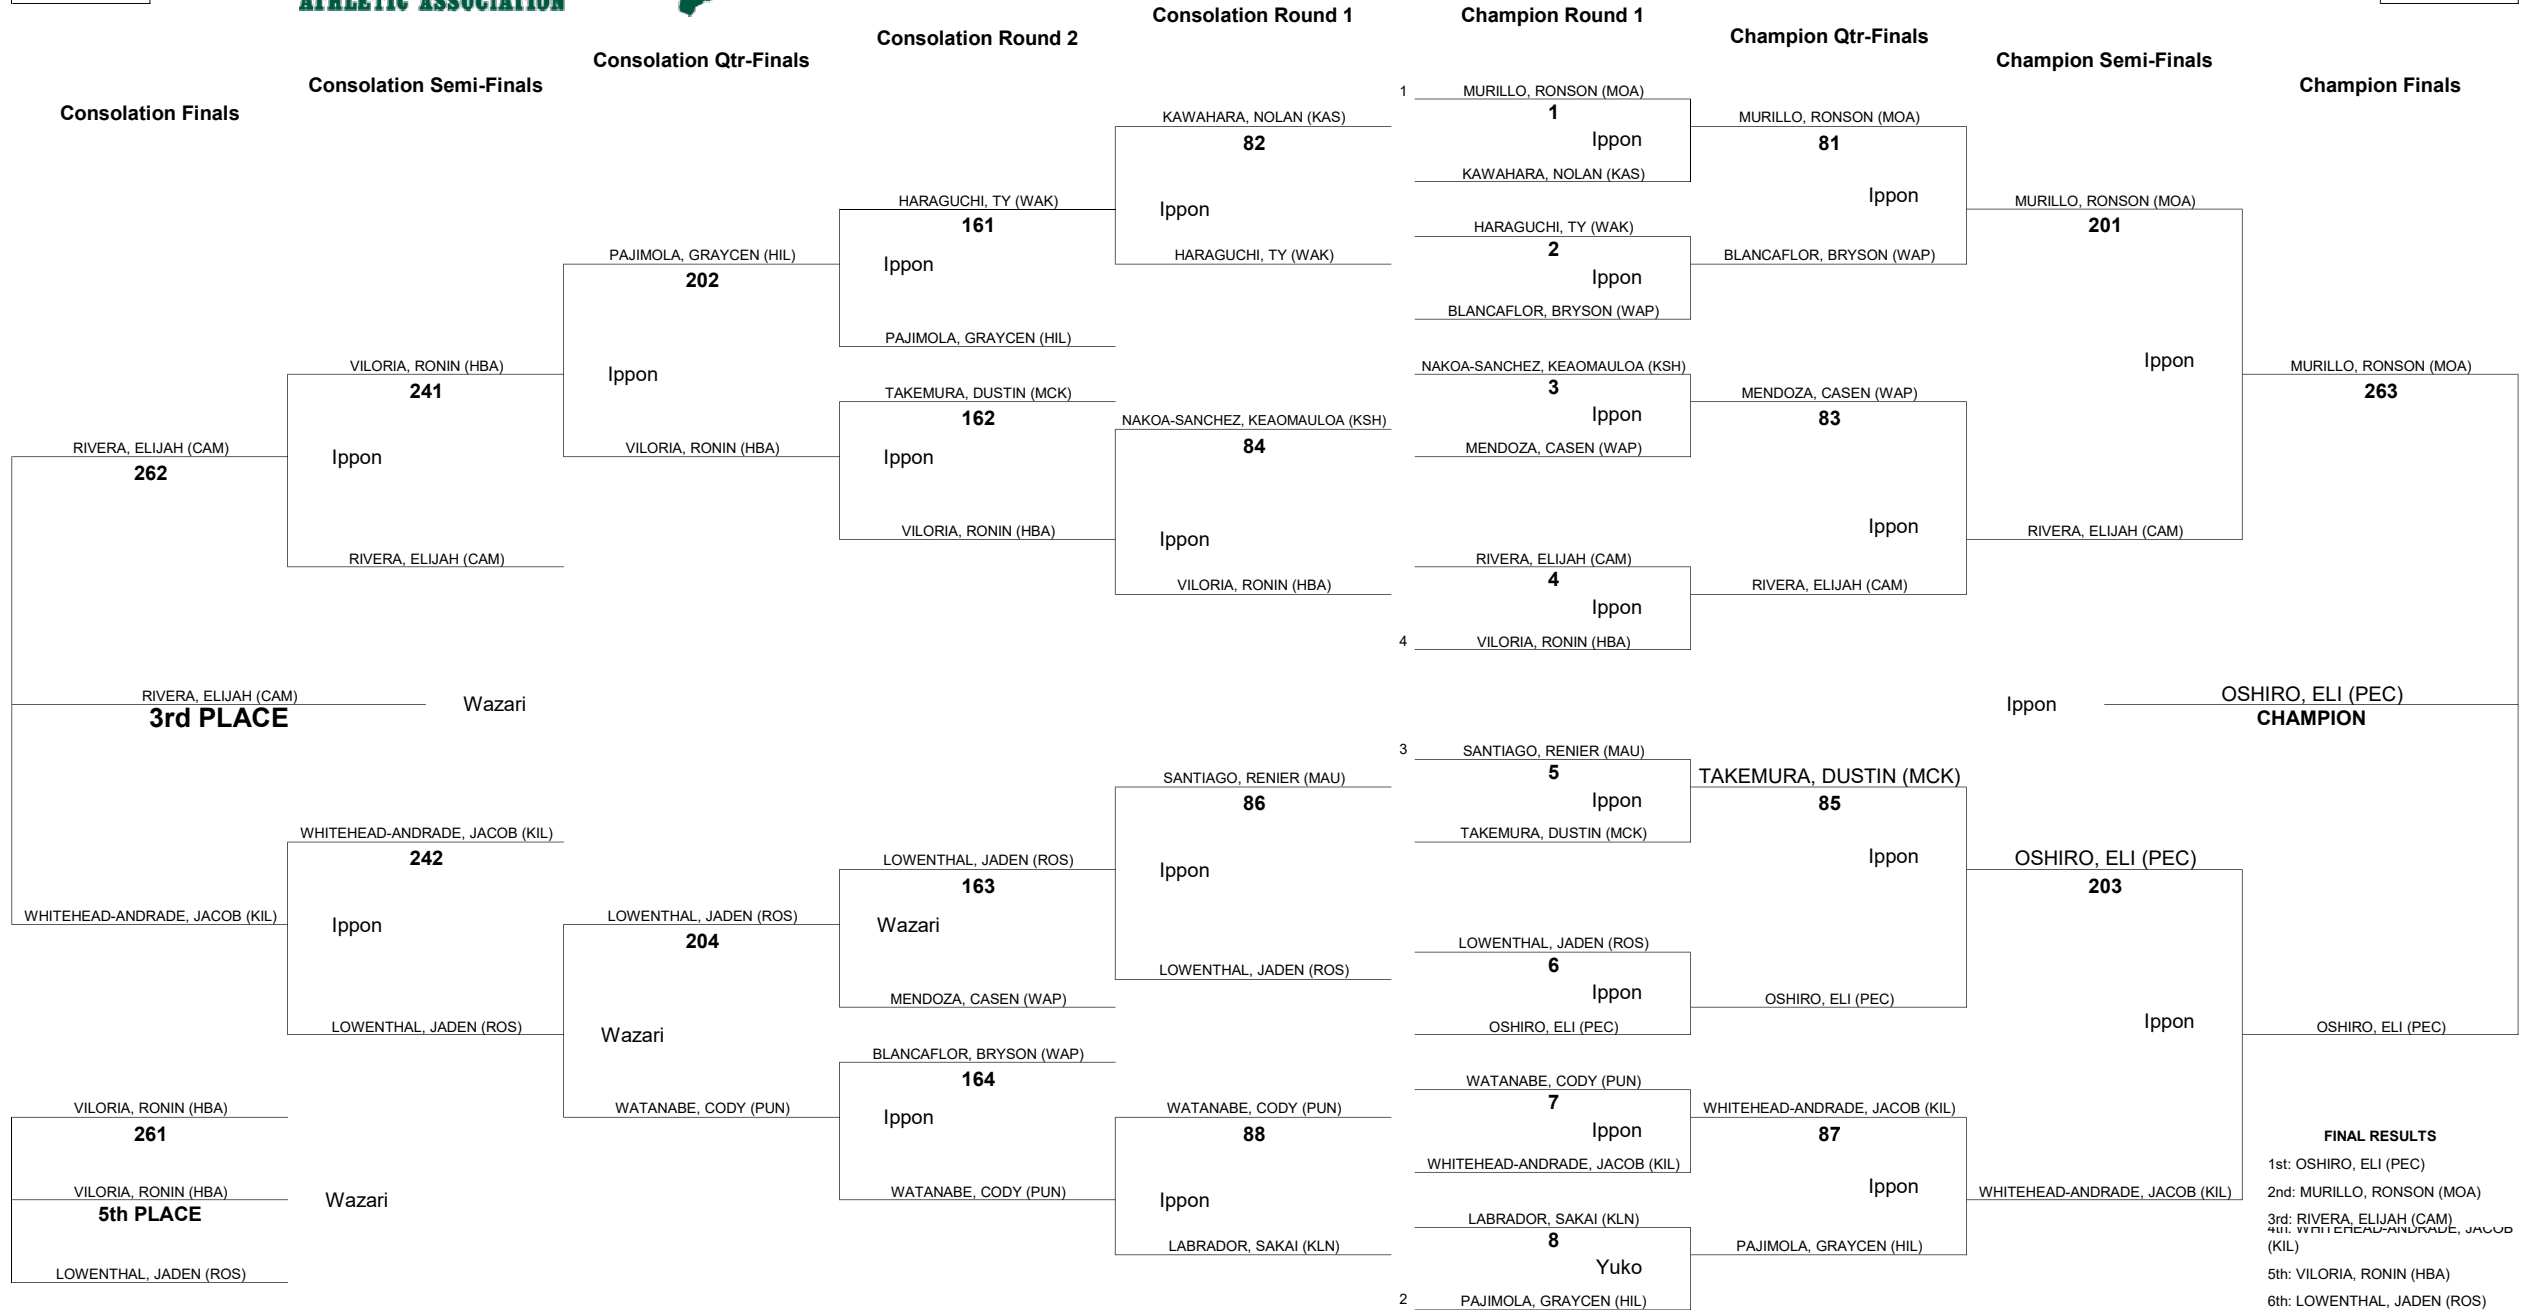 ATHLETIC ASSOCIATION
Consolation Finals
Consolation Semi-Finals
Consolation Qtr-Finals
Consolation Round 2
Consolation Round 1
Champion Round 1
Champion Qtr-Finals
Champion Semi-Finals
Champion Finals
RIVERA, ELIJAH (CAM)
262
RIVERA, ELIJAH (CAM)
3rd PLACE
Wazari
WHITEHEAD-ANDRADE, JACOB (KIL)
VILORIA, RONIN (HBA)
261
VILORIA, RONIN (HBA)
5th PLACE
Wazari
LOWENTHAL, JADEN (ROS)
VILORIA, RONIN (HBA)
241
Ippon
RIVERA, ELIJAH (CAM)
WHITEHEAD-ANDRADE, JACOB (KIL)
242
Ippon
LOWENTHAL, JADEN (ROS)
PAJIMOLA, GRAYCEN (HIL)
202
Ippon
VILORIA, RONIN (HBA)
LOWENTHAL, JADEN (ROS)
204
Wazari
WATANABE, CODY (PUN)
HARAGUCHI, TY (WAK)
161
Ippon
PAJIMOLA, GRAYCEN (HIL)
TAKEMURA, DUSTIN (MCK)
162
Ippon
VILORIA, RONIN (HBA)
LOWENTHAL, JADEN (ROS)
163
Wazari
MENDOZA, CASEN (WAP)
BLANCAFLOR, BRYSON (WAP)
164
Ippon
WATANABE, CODY (PUN)
KAWAHARA, NOLAN (KAS)
82
Ippon
HARAGUCHI, TY (WAK)
NAKOA-SANCHEZ, KEAOMAULOA (KSH)
84
Ippon
VILORIA, RONIN (HBA)
SANTIAGO, RENIER (MAU)
86
Ippon
LOWENTHAL, JADEN (ROS)
WATANABE, CODY (PUN)
88
Ippon
LABRADOR, SAKAI (KLN)
1 MURILLO, RONSON (MOA)
1
Ippon
KAWAHARA, NOLAN (KAS)
HARAGUCHI, TY (WAK)
2
Ippon
BLANCAFLOR, BRYSON (WAP)
NAKOA-SANCHEZ, KEAOMAULOA (KSH)
3
Ippon
MENDOZA, CASEN (WAP)
RIVERA, ELIJAH (CAM)
4
Ippon
4 VILORIA, RONIN (HBA)
3 SANTIAGO, RENIER (MAU)
5
Ippon
TAKEMURA, DUSTIN (MCK)
LOWENTHAL, JADEN (ROS)
6
Ippon
OSHIRO, ELI (PEC)
WATANABE, CODY (PUN)
7
Ippon
WHITEHEAD-ANDRADE, JACOB (KIL)
LABRADOR, SAKAI (KLN)
8
Yuko
2 PAJIMOLA, GRAYCEN (HIL)
MURILLO, RONSON (MOA)
81
Ippon
BLANCAFLOR, BRYSON (WAP)
MENDOZA, CASEN (WAP)
83
Ippon
RIVERA, ELIJAH (CAM)
TAKEMURA, DUSTIN (MCK)
85
Ippon
OSHIRO, ELI (PEC)
WHITEHEAD-ANDRADE, JACOB (KIL)
87
Ippon
PAJIMOLA, GRAYCEN (HIL)
MURILLO, RONSON (MOA)
201
Ippon
RIVERA, ELIJAH (CAM)
OSHIRO, ELI (PEC)
203
Ippon
WHITEHEAD-ANDRADE, JACOB (KIL)
MURILLO, RONSON (MOA)
263
Ippon
OSHIRO, ELI (PEC)
CHAMPION
OSHIRO, ELI (PEC)
FINAL RESULTS
1st: OSHIRO, ELI (PEC)
2nd: MURILLO, RONSON (MOA)
3rd: RIVERA, ELIJAH (CAM)
4th: WHITEHEAD-ANDRADE, JACOB
(KIL)
5th: VILORIA, RONIN (HBA)
6th: LOWENTHAL, JADEN (ROS)